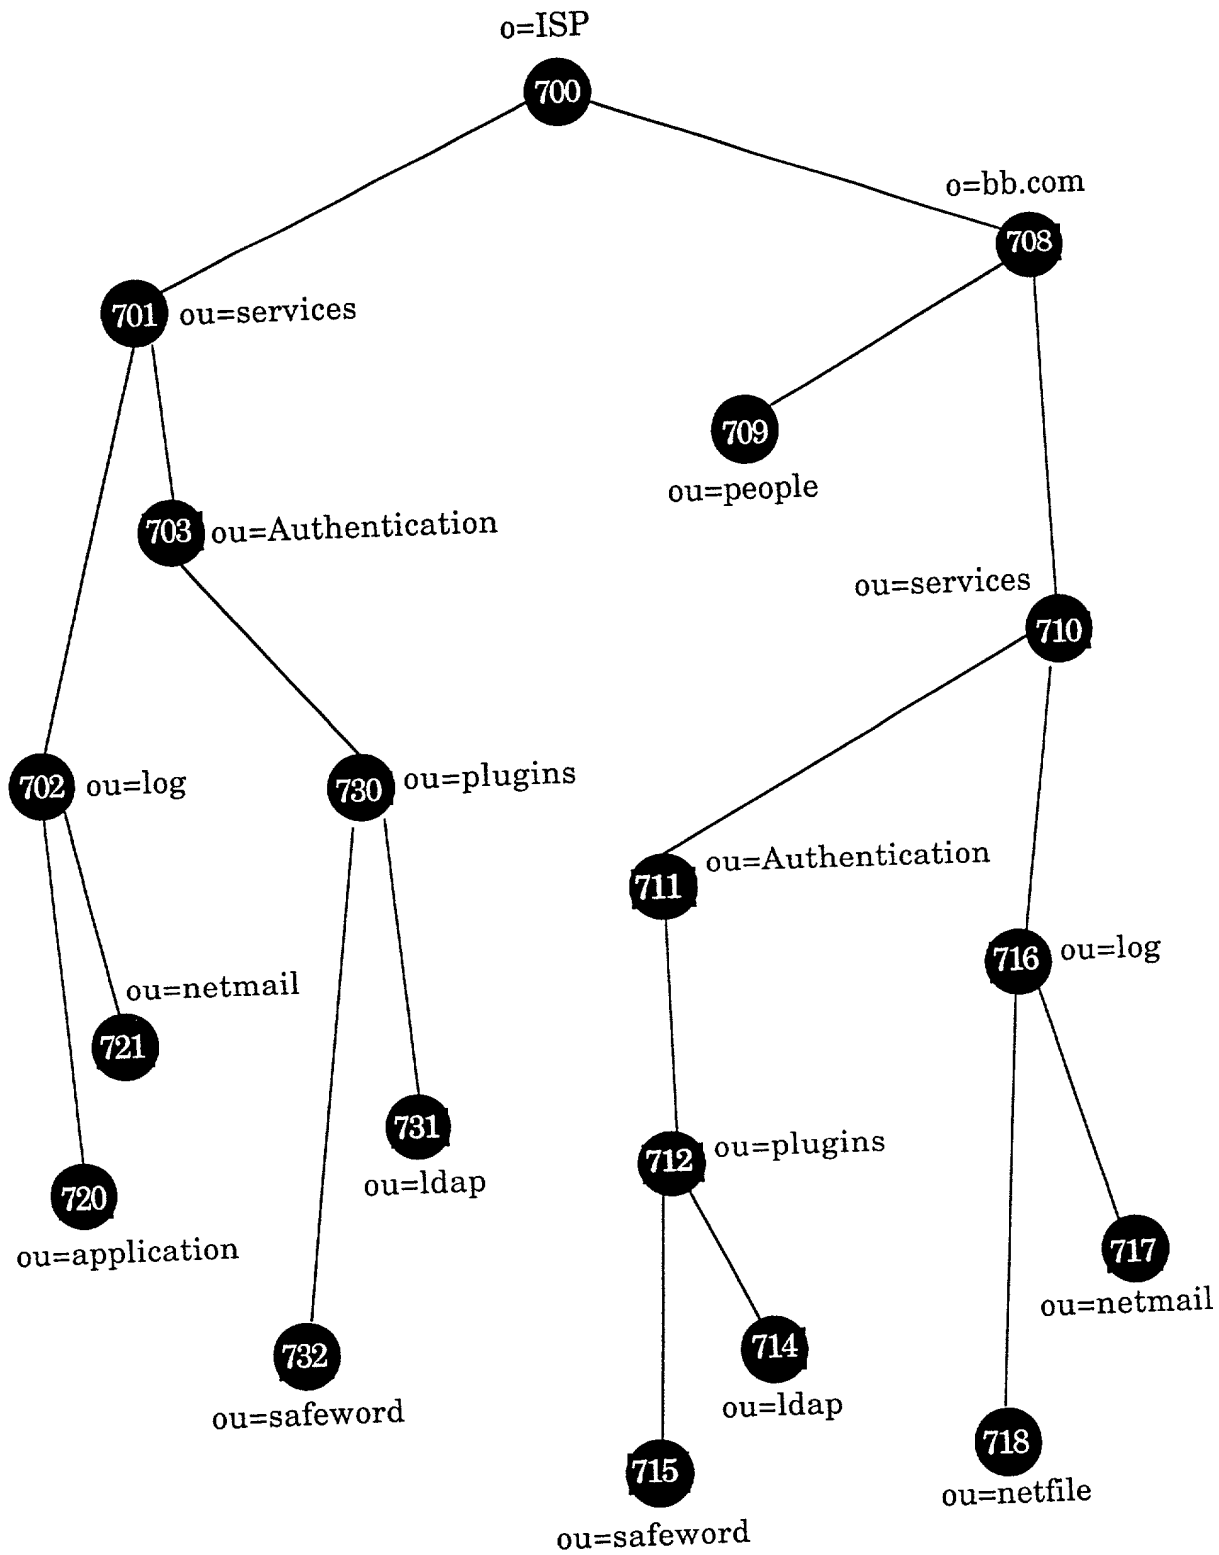 o=ISP
700
o=bb.com
708
701 ou=services
709
ou=people
703 ou=Authentication
ou=services
710
702 ou=log
730 ou=plugins
711 ou=Authentication
716 ou=log
ou=netmail
721
731
ou=ldap
712 ou=plugins
720
ou=application
717
ou=netmail
732
ou=safeword
714
ou=ldap
718
ou=netfile
715
ou=safeword